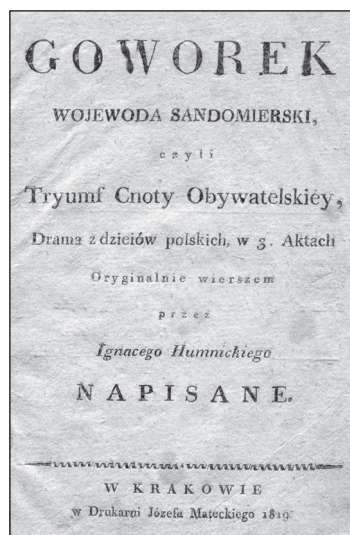 GOWOREK
WOJEWODA SANDOMIERSKI,
czyli
Tryumf Cnoty Obywatelskiéy,
Drama z dzieiów polskich, w 3. Aktach
Oryginalnie wierszem
przez
Ignacego Humnickiego
NAPISANE.
W KRAKOWIE
w Drukarni Józefa Mateckiego 1819.